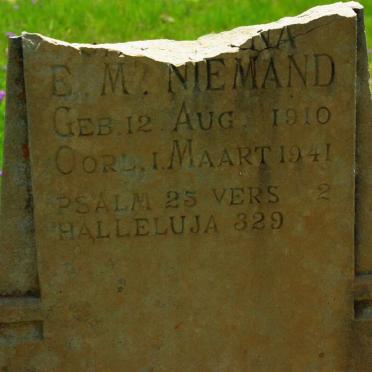 E. M. NIEMAND
GEB. 12. AUG. 1910
OORL. 1. MAART 1941
PSALM 25 VERS 2
HALLELUJA 329